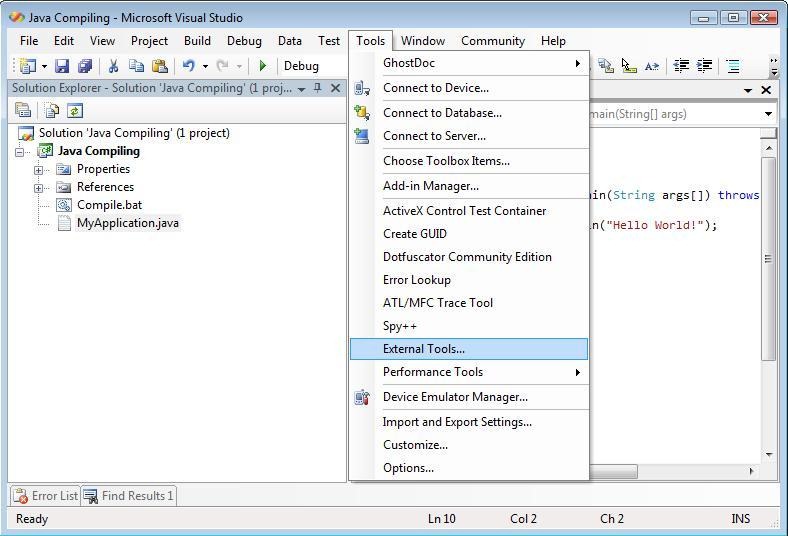 Java Compiling - Microsoft Visual Studio
File Edit View Project Build Debug Data Test Tools Window Community Help
Debug
Solution Explorer - Solution 'Java Compiling' (1 proj...
Solution 'Java Compiling' (1 project)
Java Compiling
Properties
References
Compile.bat
MyApplication.java
GhostDoc
Connect to Device...
Connect to Database...
Connect to Server...
Choose Toolbox Items...
Add-in Manager...
ActiveX Control Test Container
Create GUID
Dotfuscator Community Edition
Error Lookup
ATL/MFC Trace Tool
Spy++
External Tools...
Performance Tools
Device Emulator Manager...
Import and Export Settings...
Customize...
Options...
main(String[] args)
in(String args[]) throws
n("Hello World!");
Error List Find Results 1
Ready Ln 10 Col 2 Ch 2 INS